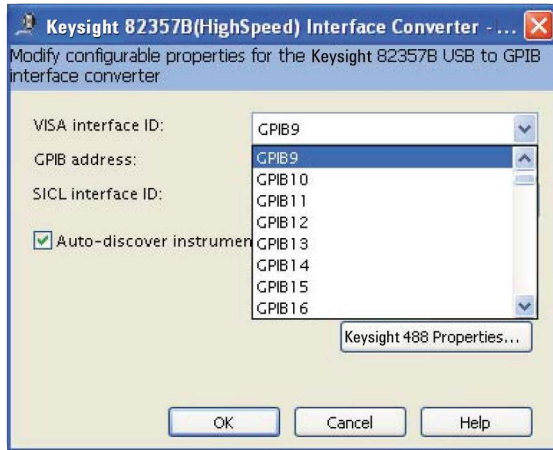 Keysight 82357B(HighSpeed) Interface Converter - ...
Modify configurable properties for the Keysight 82357B USB to GPIB
interface converter
VISA interface ID:
GPIB9
GPIB address:
SICL interface ID:
GPIB9
GPIB10
GPIB11
GPIB12
GPIB13
GPIB14
GPIB15
GPIB16
Auto-discover instrumen
Keysight 488 Properties...
OK
Cancel
Help